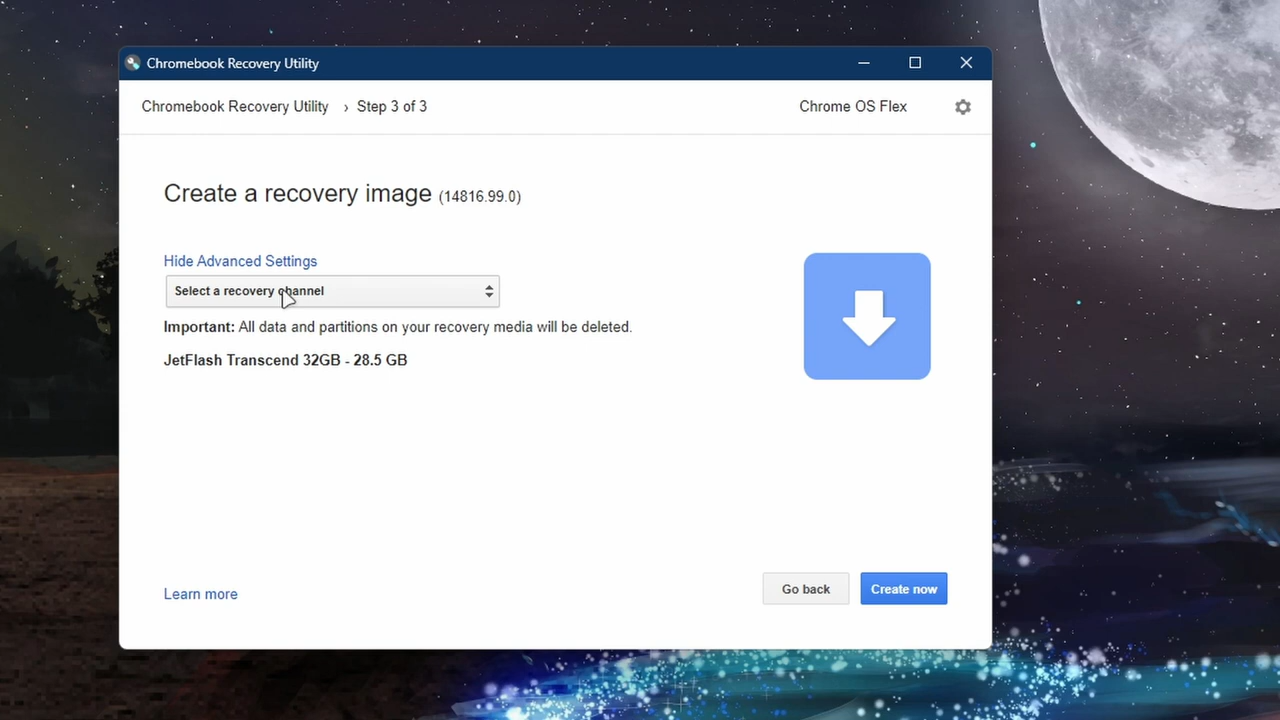 Chromebook Recovery Utility
Chromebook Recovery Utility › Step 3 of 3 Chrome OS Flex
Create a recovery image (14816.99.0)
Hide Advanced Settings
Select a recovery channel
Important: All data and partitions on your recovery media will be deleted.
JetFlash Transcend 32GB - 28.5 GB
Learn more Go back Create now